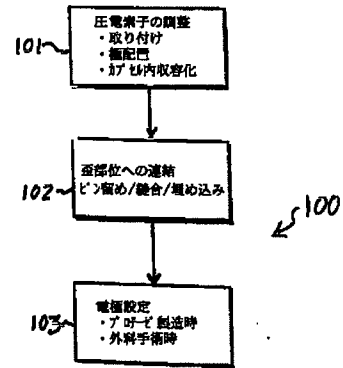 圧電素子の調整
・取り付け
・極配置
・ｶﾌﾟｾﾙ内収容化
101
歪部位への連結
ピン留め/縫合/埋め込み
102
100
電極設定
・ﾌﾟﾛﾃｰｾﾞ製造時
・外科手術時
103